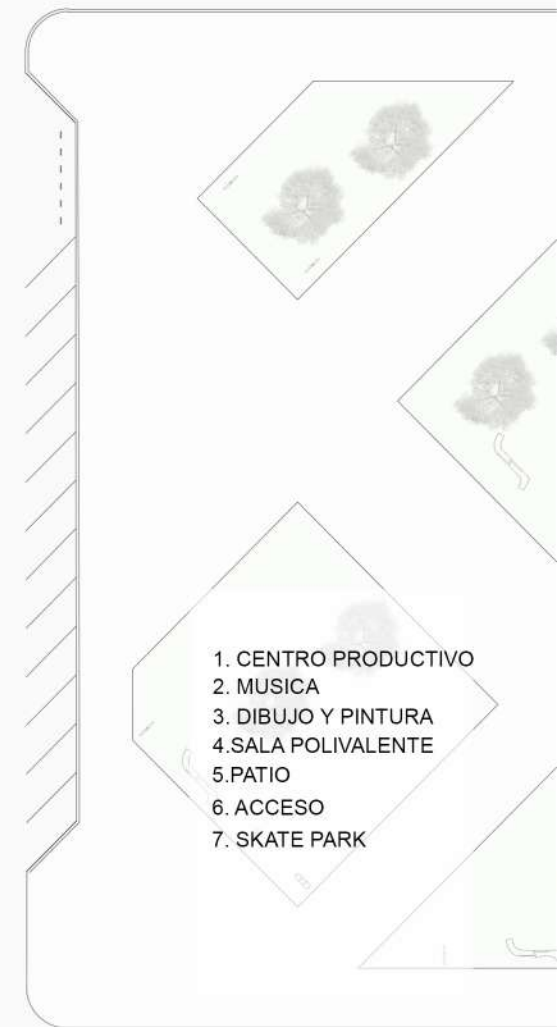 1. CENTRO PRODUCTIVO
2. MUSICA
3. DIBUJO Y PINTURA
4.SALA POLIVALENTE
5.PATIO
6. ACCESO
7. SKATE PARK